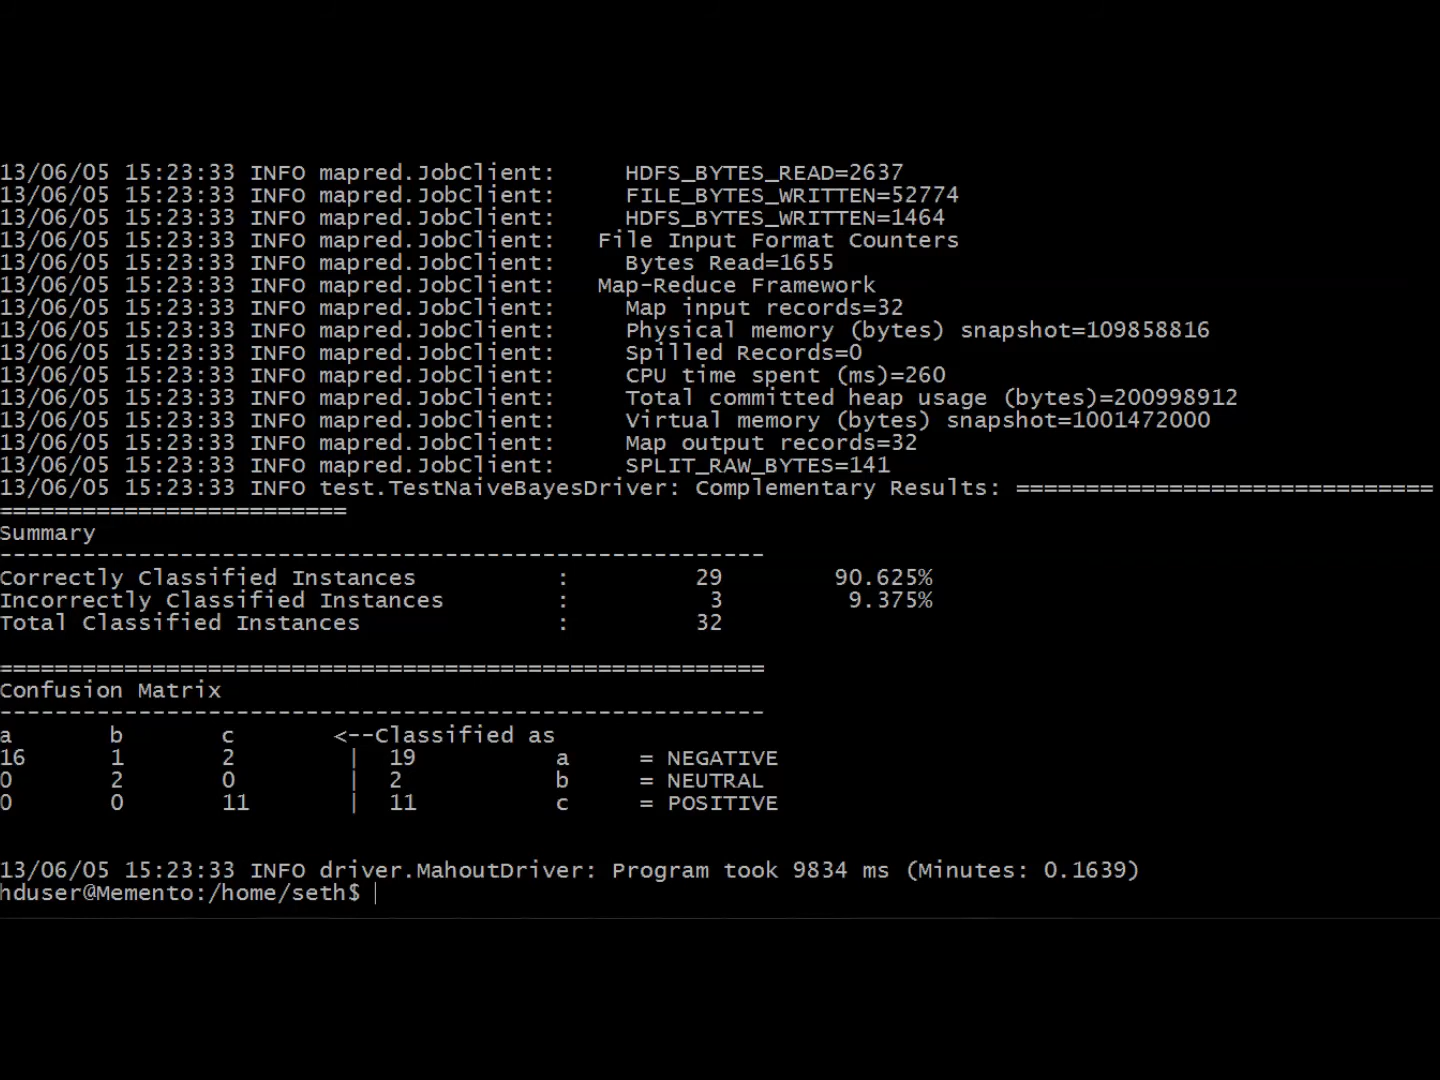 13/06/05 15:23:33 INFO mapred.JobClient:     HDFS_BYTES_READ=2637
13/06/05 15:23:33 INFO mapred.JobClient:     FILE_BYTES_WRITTEN=52774
13/06/05 15:23:33 INFO mapred.JobClient:     HDFS_BYTES_WRITTEN=1464
13/06/05 15:23:33 INFO mapred.JobClient:   File Input Format Counters
13/06/05 15:23:33 INFO mapred.JobClient:     Bytes Read=1655
13/06/05 15:23:33 INFO mapred.JobClient:   Map-Reduce Framework
13/06/05 15:23:33 INFO mapred.JobClient:     Map input records=32
13/06/05 15:23:33 INFO mapred.JobClient:     Physical memory (bytes) snapshot=109858816
13/06/05 15:23:33 INFO mapred.JobClient:     Spilled Records=0
13/06/05 15:23:33 INFO mapred.JobClient:     CPU time spent (ms)=260
13/06/05 15:23:33 INFO mapred.JobClient:     Total committed heap usage (bytes)=200998912
13/06/05 15:23:33 INFO mapred.JobClient:     Virtual memory (bytes) snapshot=1001472000
13/06/05 15:23:33 INFO mapred.JobClient:     Map output records=32
13/06/05 15:23:33 INFO mapred.JobClient:     SPLIT_RAW_BYTES=141
13/06/05 15:23:33 INFO test.TestNaiveBayesDriver: Complementary Results: ==============================
=========================
Summary
-------------------------------------------------------
Correctly Classified Instances          :         29        90.625%
Incorrectly Classified Instances        :          3         9.375%
Total Classified Instances              :         32

=======================================================
Confusion Matrix
-------------------------------------------------------
a       b       c       <--Classified as
16      1       2        |  19          a     = NEGATIVE
0       2       0        |  2           b     = NEUTRAL
0       0       11       |  11          c     = POSITIVE

13/06/05 15:23:33 INFO driver.MahoutDriver: Program took 9834 ms (Minutes: 0.1639)
hduser@Memento:/home/seth$